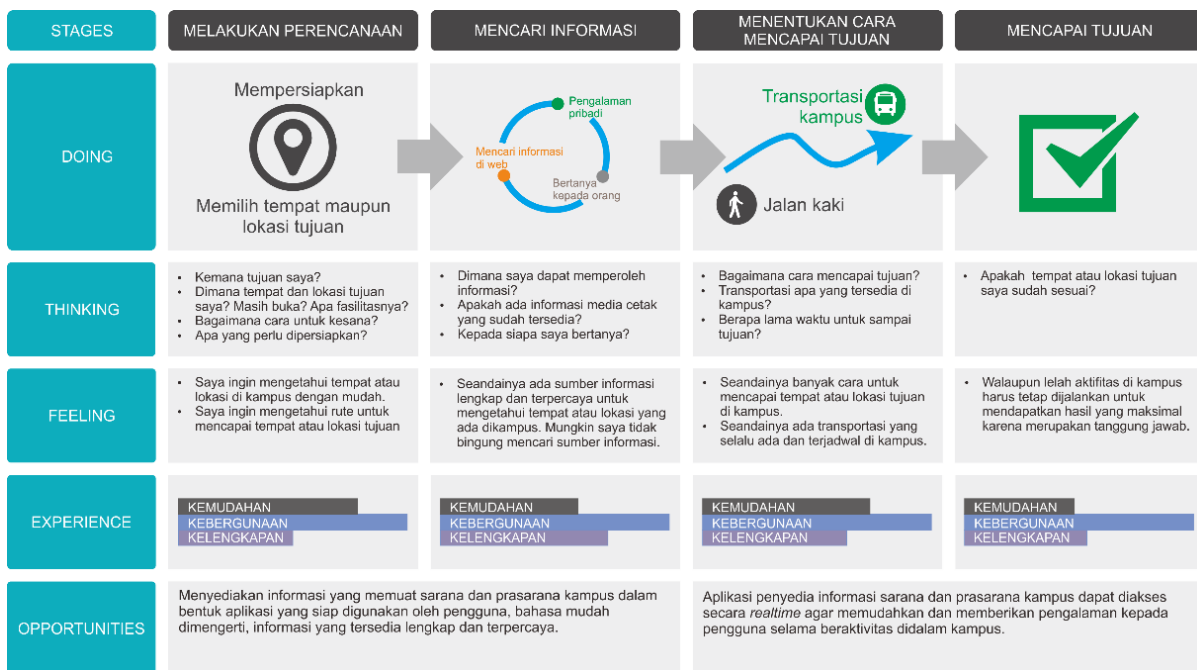 STAGES
MELAKUKAN PERENCANAAN
MENCARI INFORMASI
MENENTUKAN CARA
MENCAPAI TUJUAN
MENCAPAI TUJUAN
DOING
Mempersiapkan
Memilih tempat maupun
lokasi tujuan
Pengalaman
pribadi
Mencari informasi
di web
Bertanya
kepada orang
Transportasi
kampus
Jalan kaki
THINKING
• Kemana tujuan saya?
• Dimana tempat dan lokasi tujuan
saya? Masih buka? Apa fasilitasnya?
• Bagaimana cara untuk kesana?
• Apa yang perlu dipersiapkan?
• Dimana saya dapat memperoleh
informasi?
• Apakah ada informasi media cetak
yang sudah tersedia?
• Kepada siapa saya bertanya?
• Bagaimana cara mencapai tujuan?
• Transportasi apa yang tersedia di
kampus?
• Berapa lama waktu untuk sampai
tujuan?
• Apakah tempat atau lokasi tujuan
saya sudah sesuai?
FEELING
• Saya ingin mengetahui tempat atau
lokasi di kampus dengan mudah.
• Saya ingin mengetahui rute untuk
mencapai tempat atau lokasi tujuan
• Seandainya ada sumber informasi
lengkap dan terpercaya untuk
mengetahui tempat atau lokasi yang
ada dikampus. Mungkin saya tidak
bingung mencari sumber informasi.
• Seandainya banyak cara untuk
mencapai tempat atau lokasi tujuan
di kampus.
• Seandainya ada transportasi yang
selalu ada dan terjadwal di kampus.
• Walaupun lelah aktifitas di kampus
harus tetap dijalankan untuk
mendapatkan hasil yang maksimal
karena merupakan tanggung jawab.
EXPERIENCE
KEMUDAHAN
KEBERGUNAAN
KELENGKAPAN
KEMUDAHAN
KEBERGUNAAN
KELENGKAPAN
KEMUDAHAN
KEBERGUNAAN
KELENGKAPAN
KEMUDAHAN
KEBERGUNAAN
KELENGKAPAN
OPPORTUNITIES
Menyediakan informasi yang memuat sarana dan prasarana kampus dalam
bentuk aplikasi yang siap digunakan oleh pengguna, bahasa mudah
dimengerti, informasi yang tersedia lengkap dan terpercaya.
Aplikasi penyedia informasi sarana dan prasarana kampus dapat diakses
secara realtime agar memudahkan dan memberikan pengalaman kepada
pengguna selama beraktivitas didalam kampus.